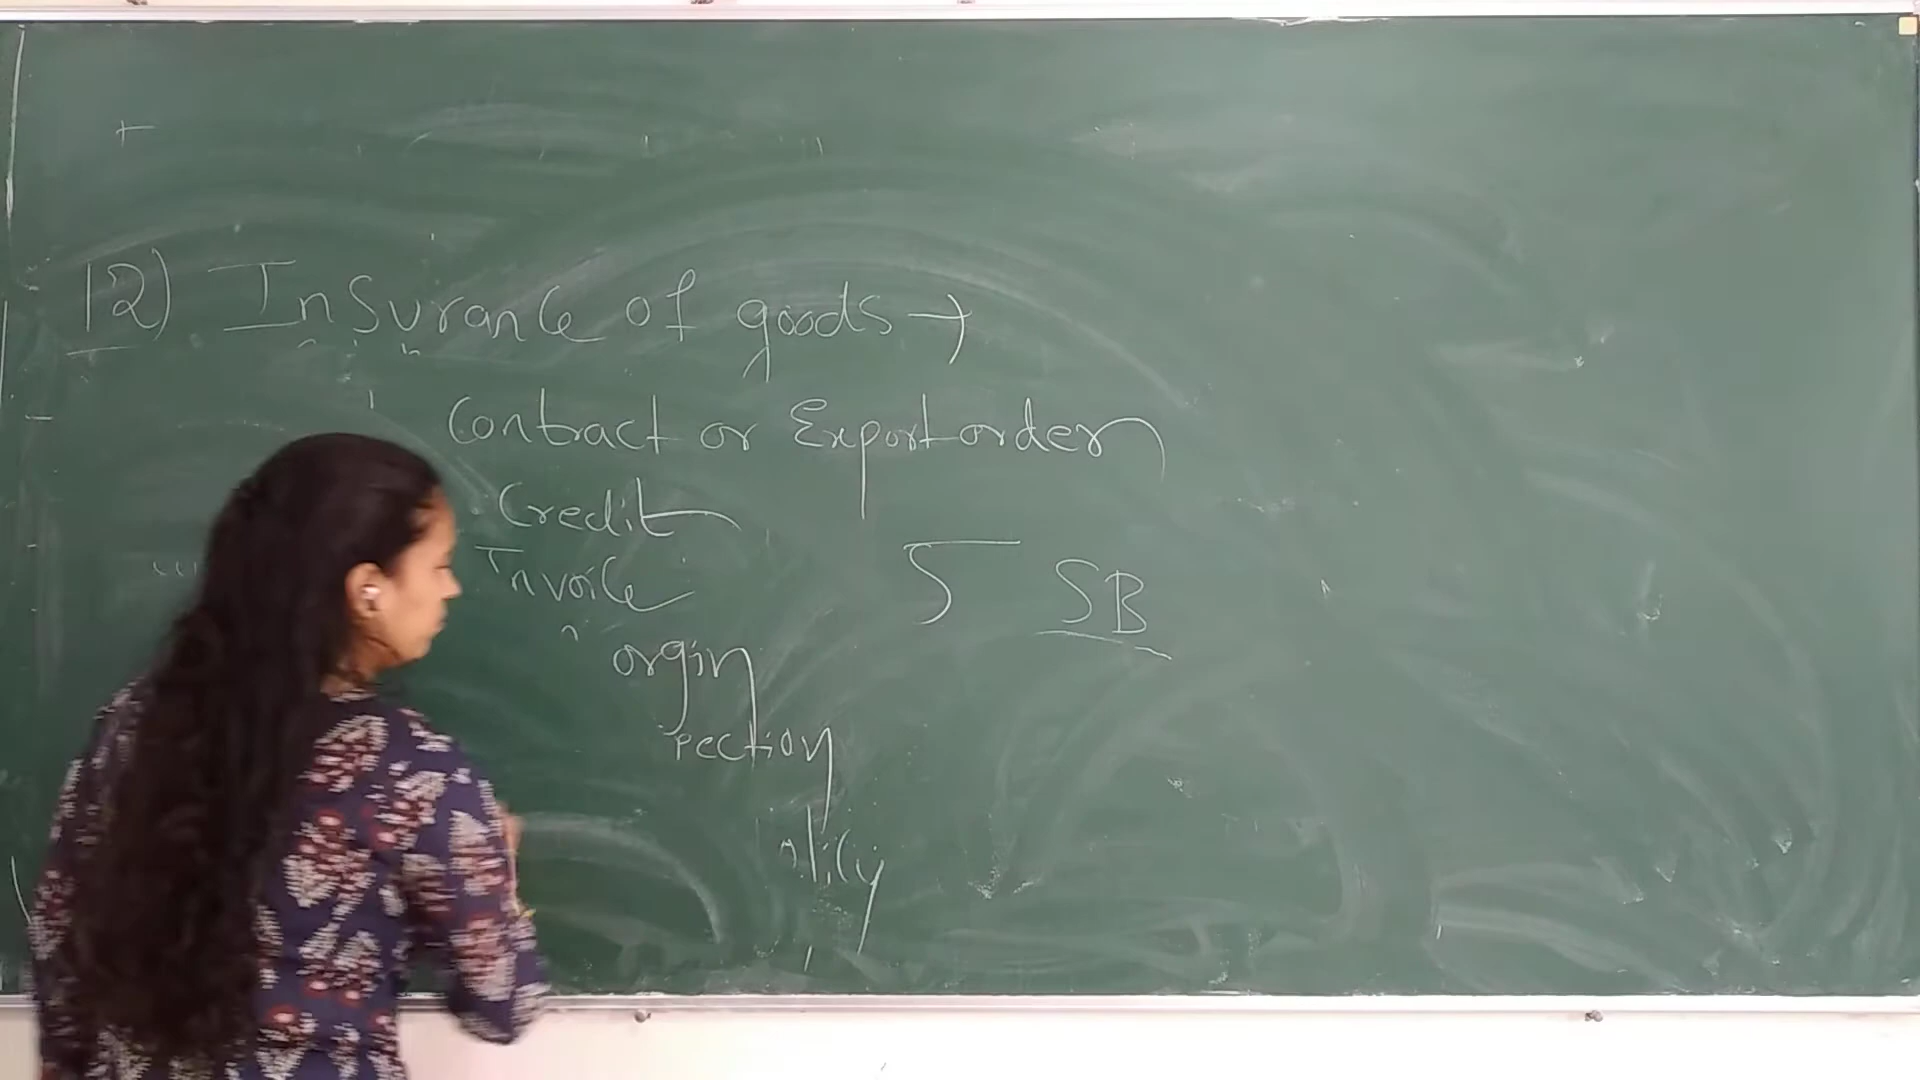 12) Insurance of goods →
Contract or Export order
Credit
Invoice
5 SB
orgin
pection